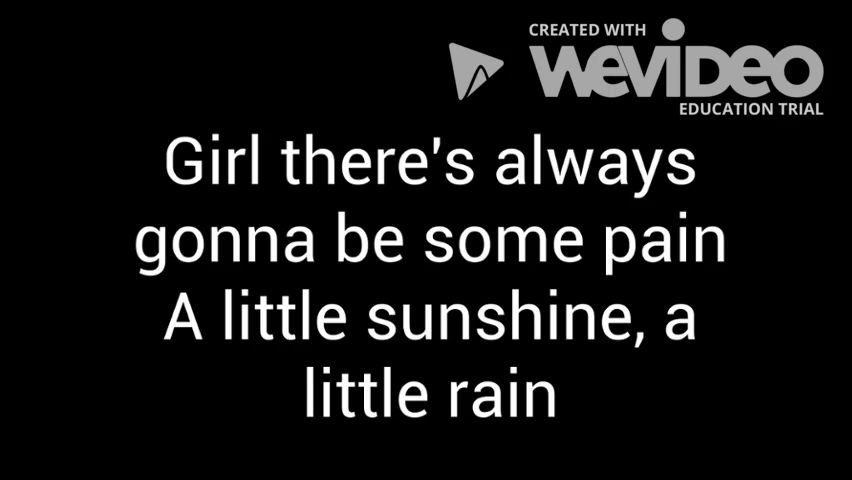 CREATED WITH
WEVIDEO
EDUCATION TRIAL
Girl there's always
gonna be some pain
A little sunshine, a
little rain